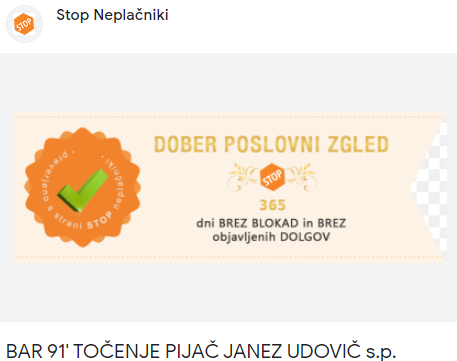 Stop Neplačniki
STOP
DOBER POSLOVNI ZGLED
STOP
365
dni BREZ BLOKAD in BREZ
objavljenih DOLGOV
preverjeno s strani STOP neplačniki
BAR 91' TOČENJE PIJAČ JANEZ UDOVIČ s.p.